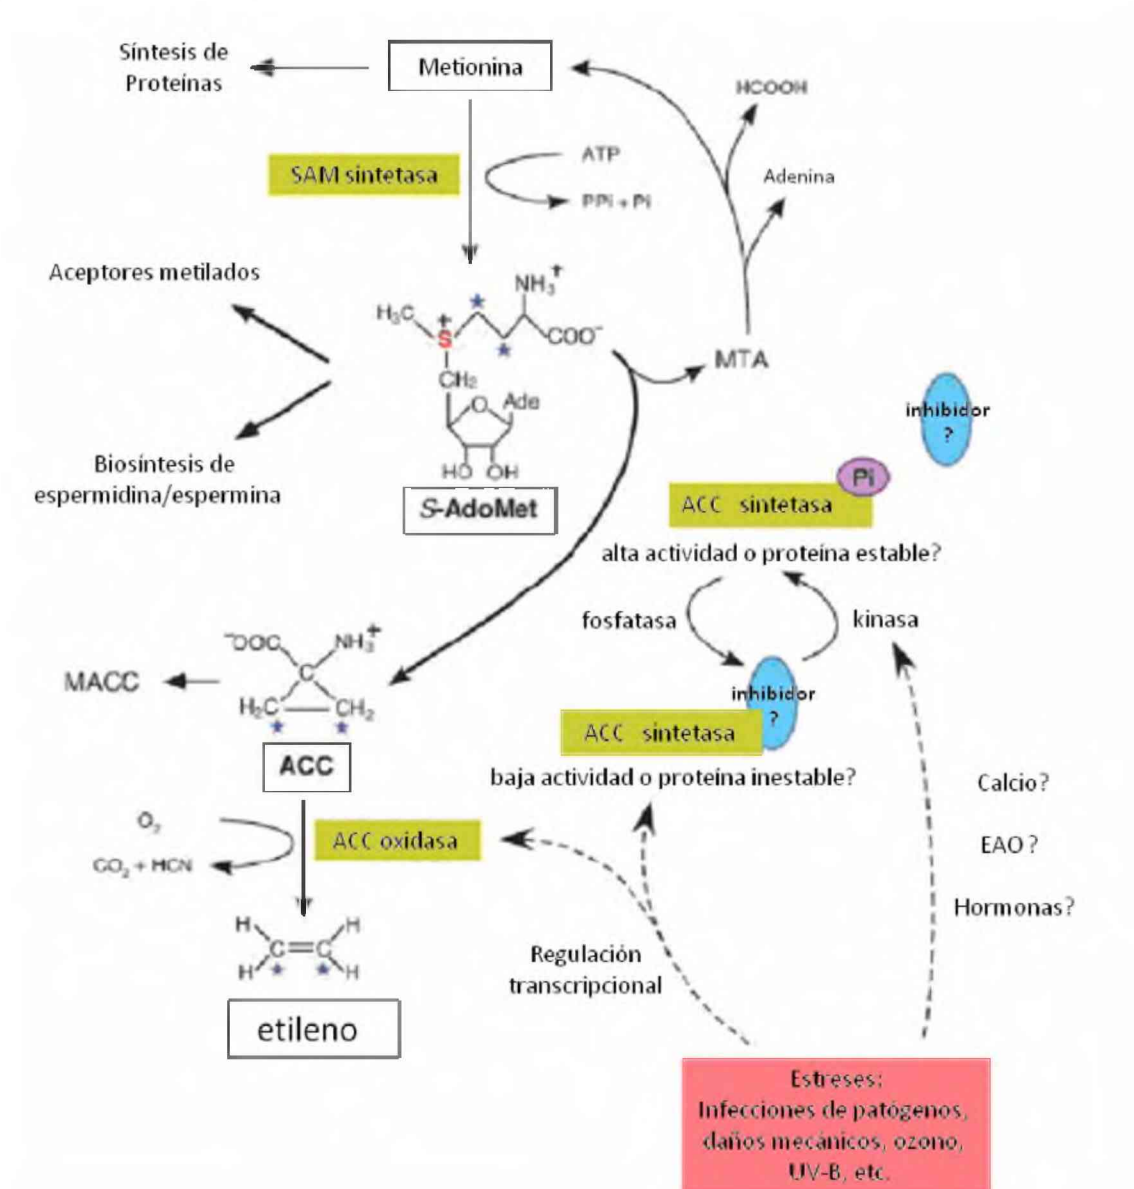 Síntesis de
Proteínas
Metionina
HCOOH
Adenina
SAM sintetasa
ATP
PPi + Pi
Aceptores metilados
NH₃⁺
H₃C
S⁺
COO⁻
CH₂
O
Ade
HO OH
S-AdoMet
MTA
Biosíntesis de
espermidina/espermina
inhibidor
?
Pi
ACC sintetasa
alta actividad o proteína estable?
fosfatasa
kinasa
inhibidor
?
ACC sintetasa
baja actividad o proteína inestable?
⁻OOC
NH₃⁺
C
H₂C
CH₂
MACC
ACC
O₂
CO₂ + HCN
ACC oxidasa
H
H
C=C
H
H
etileno
Calcio?
EAO ?
Hormonas?
Regulación
transcripcional
Estreses:
Infecciones de patógenos,
daños mecánicos, ozono,
UV-B, etc.